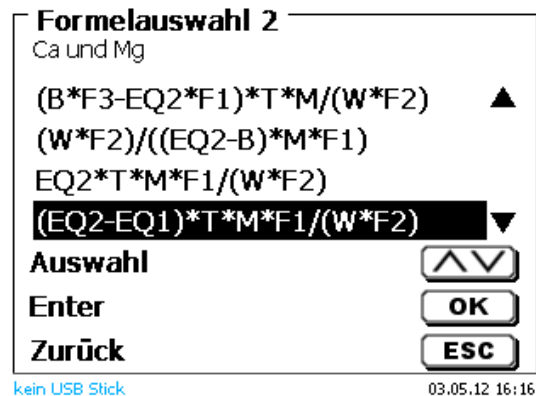 Formelauswahl 2
Ca und Mg
(B*F3-EQ2*F1)*T*M/(W*F2)
(W*F2)/((EQ2-B)*M*F1)
EQ2*T*M*F1/(W*F2)
(EQ2-EQ1)*T*M*F1/(W*F2)
Auswahl
Enter OK
Zurück ESC
kein USB Stick 03.05.12 16:16